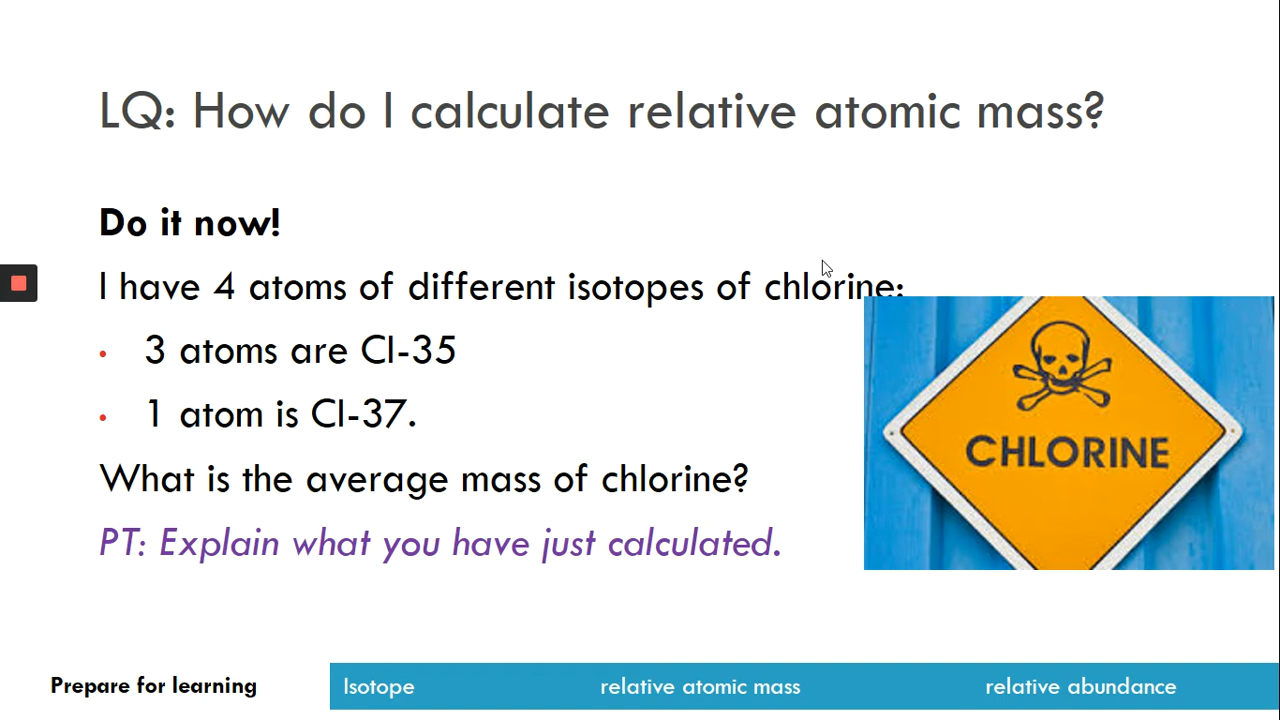 LQ: How do I calculate relative atomic mass?
Do it now!
I have 4 atoms of different isotopes of chlorine:
• 3 atoms are Cl-35
• 1 atom is Cl-37.
What is the average mass of chlorine?
PT: Explain what you have just calculated.
CHLORINE
Prepare for learning
Isotope relative atomic mass relative abundance